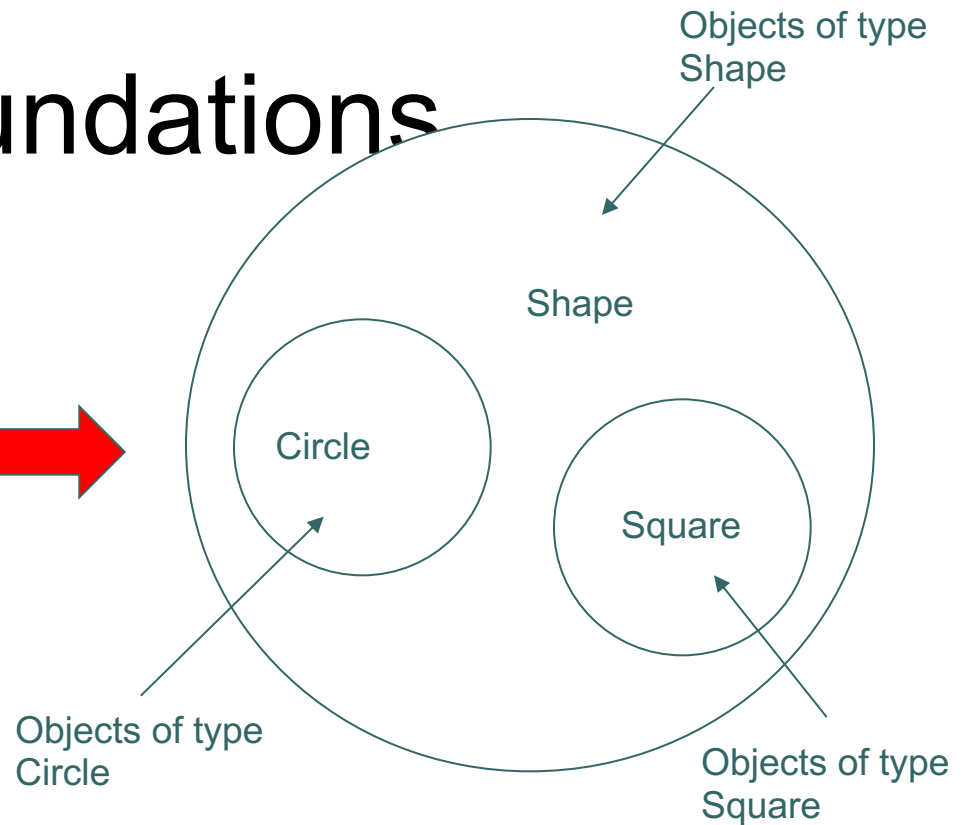 Objects of type
Shape
undations
Shape
Circle
Square
Objects of type
Circle
Objects of type
Square